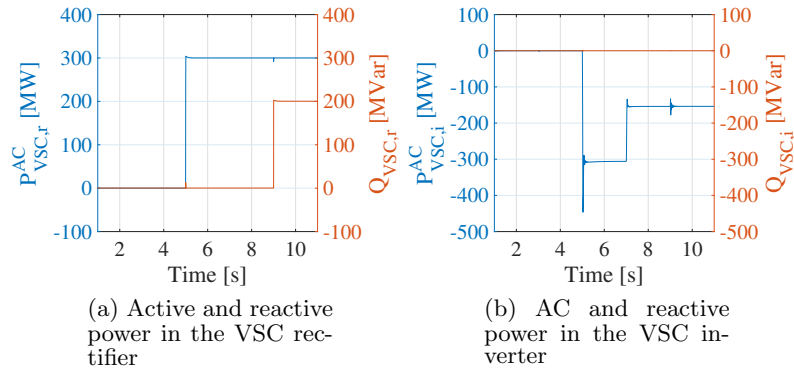 400
300
200
100
0
-100
P^AC_VSC,r [MW]
400
300
200
100
0
-100
Q_VSC,r [MVar]
2 4 6 8 10
Time [s]
(a) Active and reactive
power in the VSC rec-
tifier
100
0
-100
-200
-300
-400
-500
P^AC_VSC,i [MW]
100
0
-100
-200
-300
-400
-500
Q_VSC,i [MVar]
2 4 6 8 10
Time [s]
(b) AC and reactive
power in the VSC in-
verter